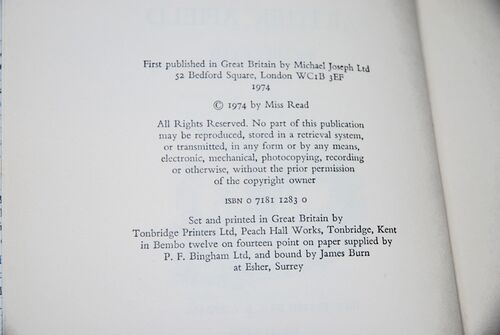 First published in Great Britain by Michael Joseph Ltd
52 Bedford Square, London WC1B 3EF
1974
© 1974 by Miss Read
All Rights Reserved. No part of this publication
may be reproduced, stored in a retrieval system,
or transmitted, in any form or by any means,
electronic, mechanical, photocopying, recording
or otherwise, without the prior permission
of the copyright owner
ISBN 0 7181 1283 0
Set and printed in Great Britain by
Tonbridge Printers Ltd, Peach Hall Works, Tonbridge, Kent
in Bembo twelve on fourteen point on paper supplied by
P. F. Bingham Ltd, and bound by James Burn
at Esher, Surrey